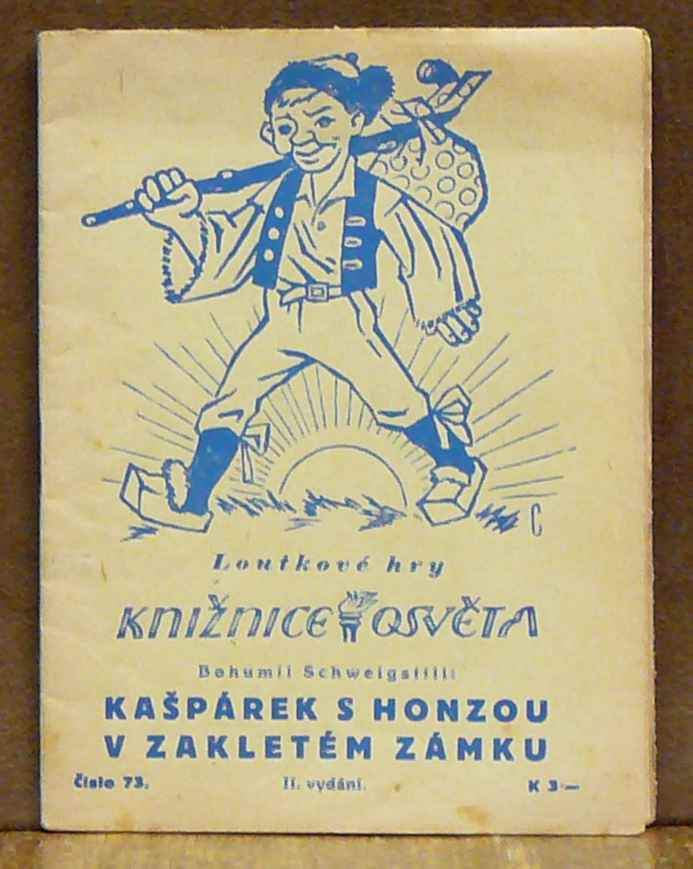 C
Loutkové hry
KNIŽNICE OSVĚTA
Bohumil Schweigstill:
KAŠPÁREK S HONZOU
V ZAKLETÉM ZÁMKU
Číslo 73. II. vydání. K 3·—